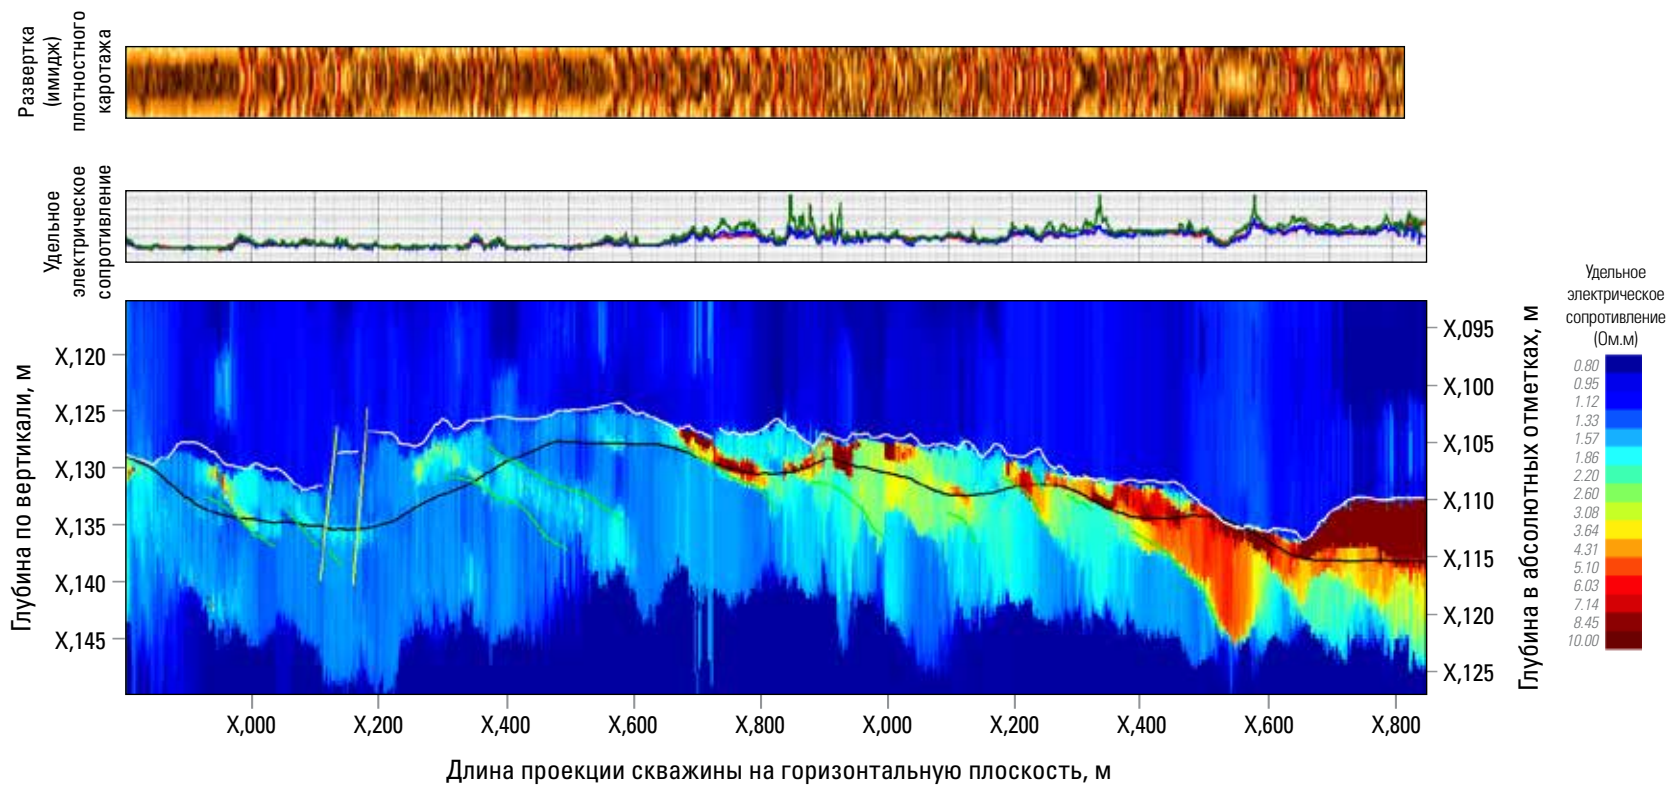 Развертка
(имидж)
плотностного
каротажа
Удельное
электрическое
сопротивление
Глубина по вертикали, м
X,120
X,125
X,130
X,135
X,140
X,145
X,095
X,100
X,105
X,110
X,115
X,120
X,125
Глубина в абсолютных отметках, м
Удельное
электрическое
сопротивление
(Ом.м)
0.80
0.95
1.12
1.33
1.57
1.86
2.20
2.60
3.08
3.64
4.31
5.10
6.03
7.14
8.45
10.00
X,000 X,200 X,400 X,600 X,800 X,000 X,200 X,400 X,600 X,800
Длина проекции скважины на горизонтальную плоскость, м